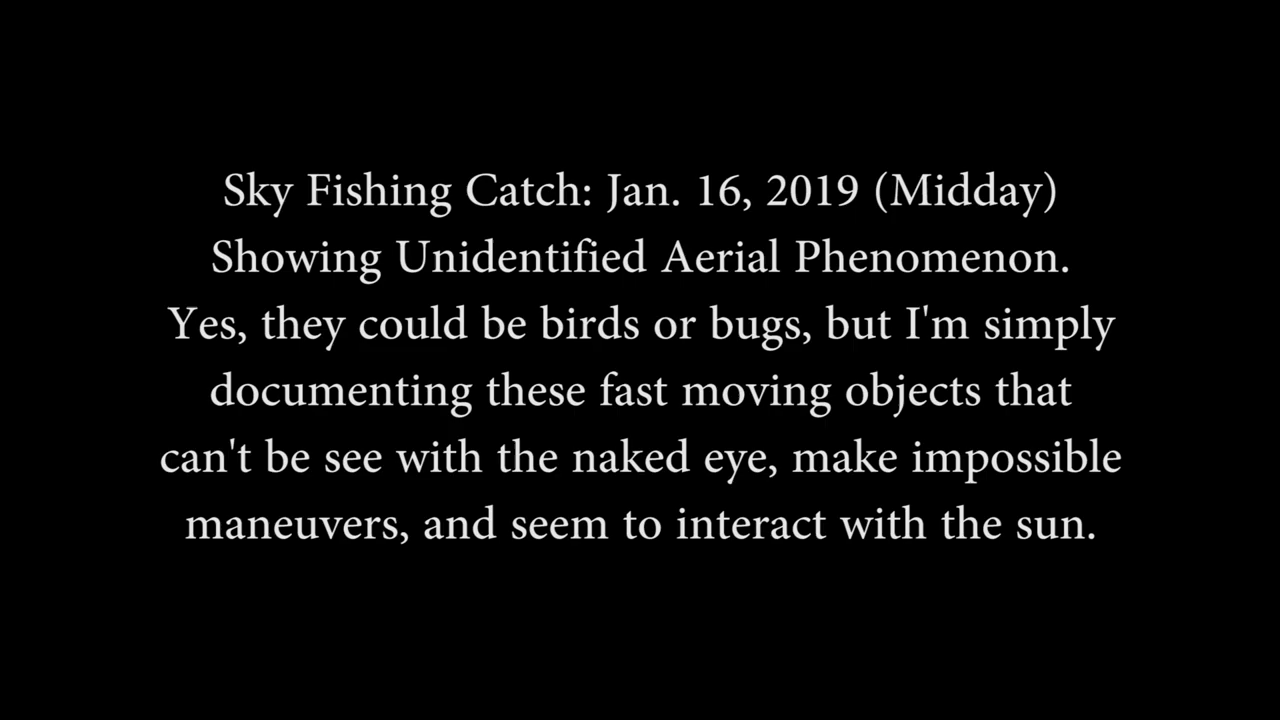 Sky Fishing Catch: Jan. 16, 2019 (Midday)
Showing Unidentified Aerial Phenomenon.
Yes, they could be birds or bugs, but I'm simply
documenting these fast moving objects that
can't be see with the naked eye, make impossible
maneuvers, and seem to interact with the sun.